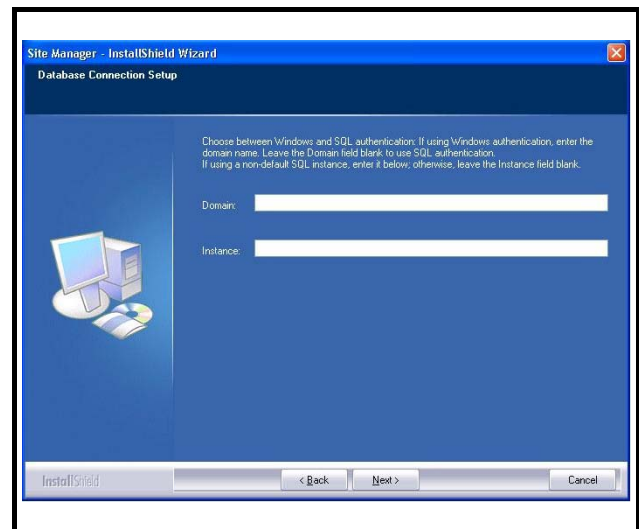 Site Manager - InstallShield Wizard
Database Connection Setup
Choose between Windows and SQL authentication: If using Windows authentication, enter the
domain name. Leave the Domain field blank to use SQL authentication.
If using a non-default SQL instance, enter it below; otherwise, leave the Instance field blank.
Domain:
Instance:
InstallShield
< Back
Next >
Cancel